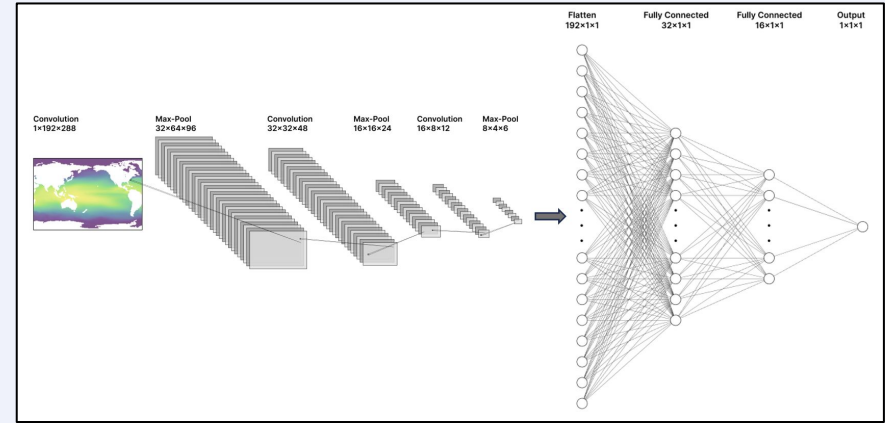 Flatten
192×1×1
Fully Connected
32×1×1
Fully Connected
16×1×1
Output
1×1×1
Convolution
1×192×288
Max-Pool
32×64×96
Convolution
32×32×48
Max-Pool
16×16×24
Convolution
16×8×12
Max-Pool
8×4×6